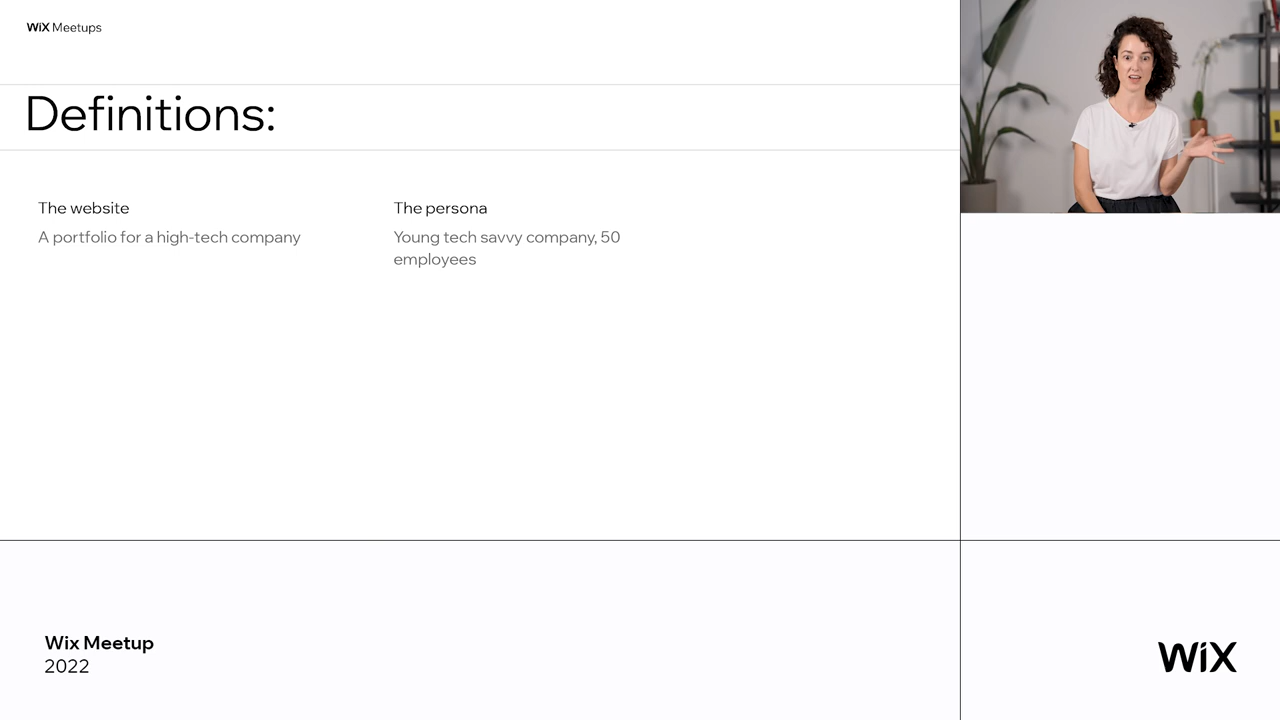 WiX Meetups
Definitions:
The website
A portfolio for a high-tech company
The persona
Young tech savvy company, 50
employees
Wix Meetup
2022
WiX